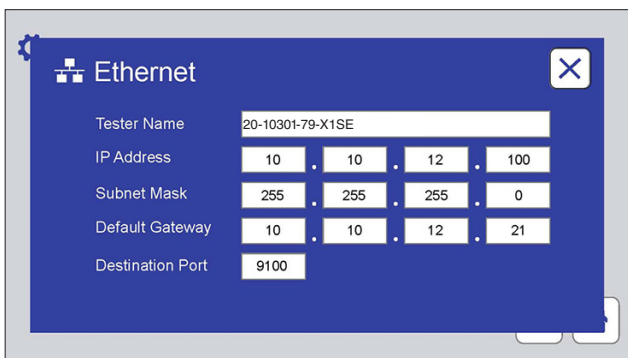 Ethernet
Tester Name 20-10301-79-X1SE
IP Address 10 . 10 . 12 . 100
Subnet Mask 255 . 255 . 255 . 0
Default Gateway 10 . 10 . 12 . 21
Destination Port 9100